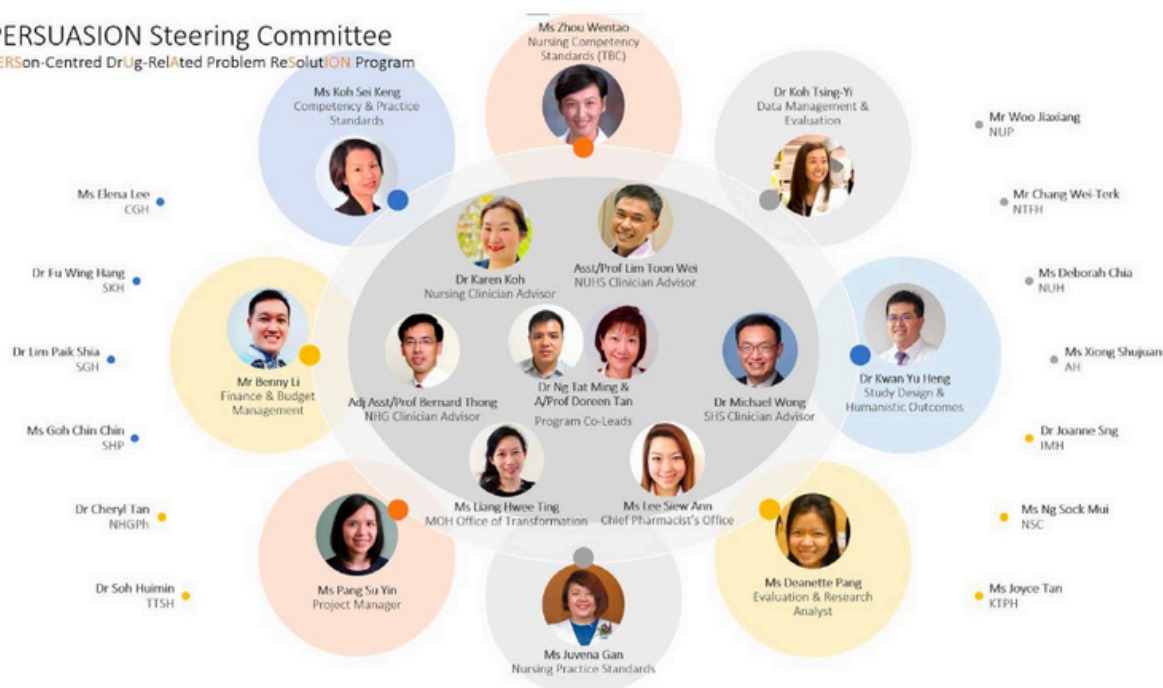 PERSUASION Steering Committee
PERSon-Centred DrUg-RelAted Problem ReSolutION Program
Ms Zhou Wentao
Nursing Competency
Standards (TBC)
Ms Koh Sei Keng
Competency & Practice
Standards
Dr Koh Tsing-Yi
Data Management &
Evaluation
Mr Woo Jiaxiang
NUP
Ms Elena Lee
CGH
Mr Chang Wei-Terk
NTFH
Dr Karen Koh
Nursing Clinician Advisor
Asst/Prof Lim Toon Wei
NUHS Clinician Advisor
Dr Fu Wing Hang
SKH
Ms Deborah Chia
NUH
Dr Lim Paik Shia
SGH
Ms Xiong Shujuan
AH
Mr Benny Li
Finance & Budget
Management
Adj Asst/Prof Bernard Thong
NHG Clinician Advisor
Dr Ng Tat Ming &
A/Prof Doreen Tan
Program Co-Leads
Dr Michael Wong
SHS Clinician Advisor
Dr Kwan Yu Heng
Study Design &
Humanistic Outcomes
Ms Goh Chin Chin
SHP
Dr Joanne Sng
IMH
Dr Cheryl Tan
NHGPh
Ms Liang Hwee Ting
MOH Office of Transformation
Ms Lee Siew Ann
Chief Pharmacist's Office
Ms Ng Sock Mui
NSC
Dr Soh Huimin
TTSH
Ms Pang Su Yin
Project Manager
Ms Deanette Pang
Evaluation & Research
Analyst
Ms Joyce Tan
KTPH
Ms Juvena Gan
Nursing Practice Standards